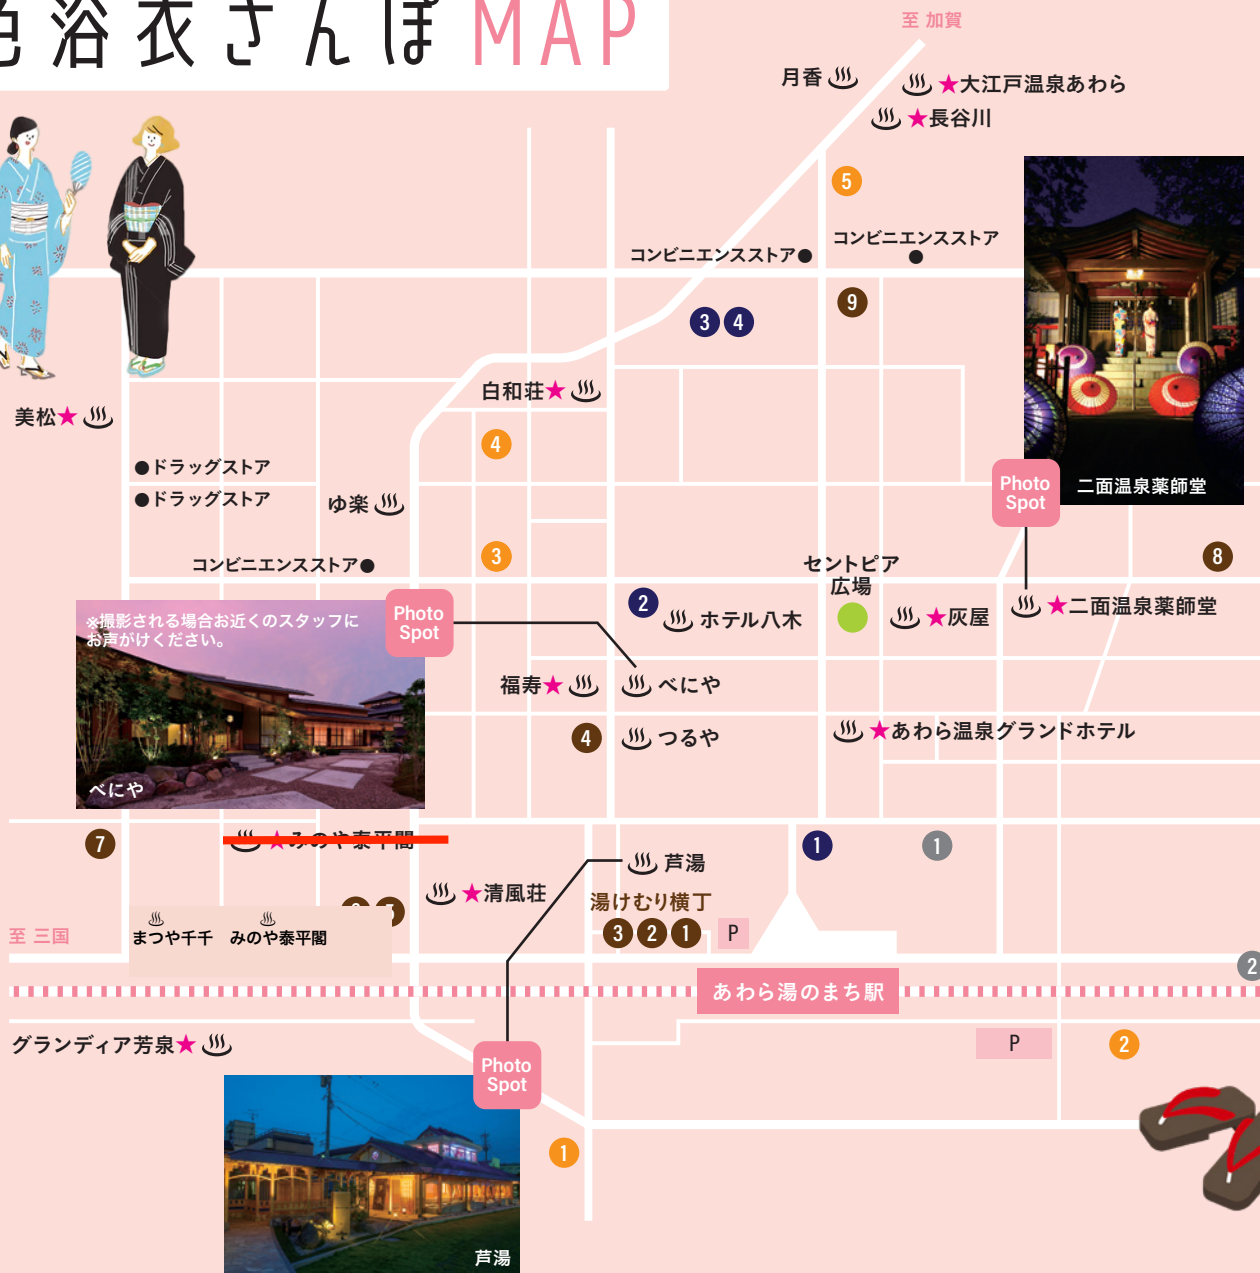 色浴衣さんぽMAP
至 加賀
月香
★大江戸温泉あわら
★長谷川
5
コンビニエンスストア●
コンビニエンスストア
9
3 4
白和荘★
美松★
4
●ドラッグストア
●ドラッグストア
ゆ楽
Photo
Spot
二面温泉薬師堂
3
コンビニエンスストア●
セントピア
広場
8
2
ホテル八木
★灰屋
★二面温泉薬師堂
※撮影される場合お近くのスタッフに
お声がけください。
Photo
Spot
福寿★
べにや
4
つるや
★あわら温泉グランドホテル
べにや
7
★みのや泰平閣
1
1
芦湯
★清風荘
湯けむり横丁
3 2 1
P
まつや千千
みのや泰平閣
至 三国
2
あわら湯のまち駅
グランディア芳泉★
P
2
Photo
Spot
1
芦湯